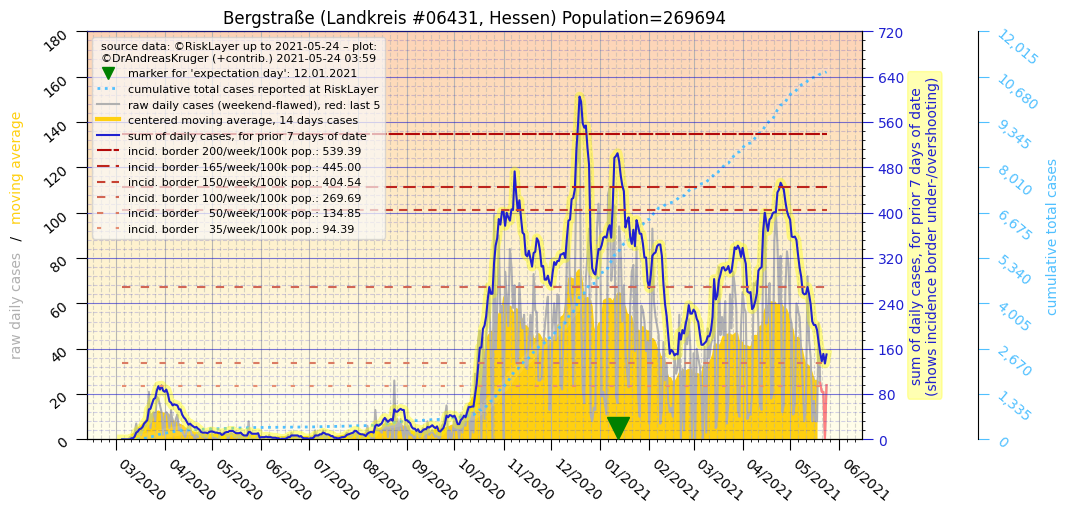 Bergstraße (Landkreis #06431, Hessen) Population=269694
source data: ©RiskLayer up to 2021-05-24 – plot:
©DrAndreasKruger (+contrib.) 2021-05-24 03:59
marker for 'expectation day': 12.01.2021
cumulative total cases reported at RiskLayer
raw daily cases (weekend-flawed), red: last 5
centered moving average, 14 days cases
sum of daily cases, for prior 7 days of date
incid. border 200/week/100k pop.: 539.39
incid. border 165/week/100k pop.: 445.00
incid. border 150/week/100k pop.: 404.54
incid. border 100/week/100k pop.: 269.69
incid. border   50/week/100k pop.: 134.85
incid. border   35/week/100k pop.: 94.39
raw daily cases  /  moving average
180
160
140
120
100
80
60
40
20
0
03/2020
04/2020
05/2020
06/2020
07/2020
08/2020
09/2020
10/2020
11/2020
12/2020
01/2021
02/2021
03/2021
04/2021
05/2021
06/2021
720
640
560
480
400
320
240
160
80
0
sum of daily cases, for prior 7 days of date
(shows incidence border under-/overshooting)
12,015
10,680
9,345
8,010
6,675
5,340
4,005
2,670
1,335
0
cumulative total cases